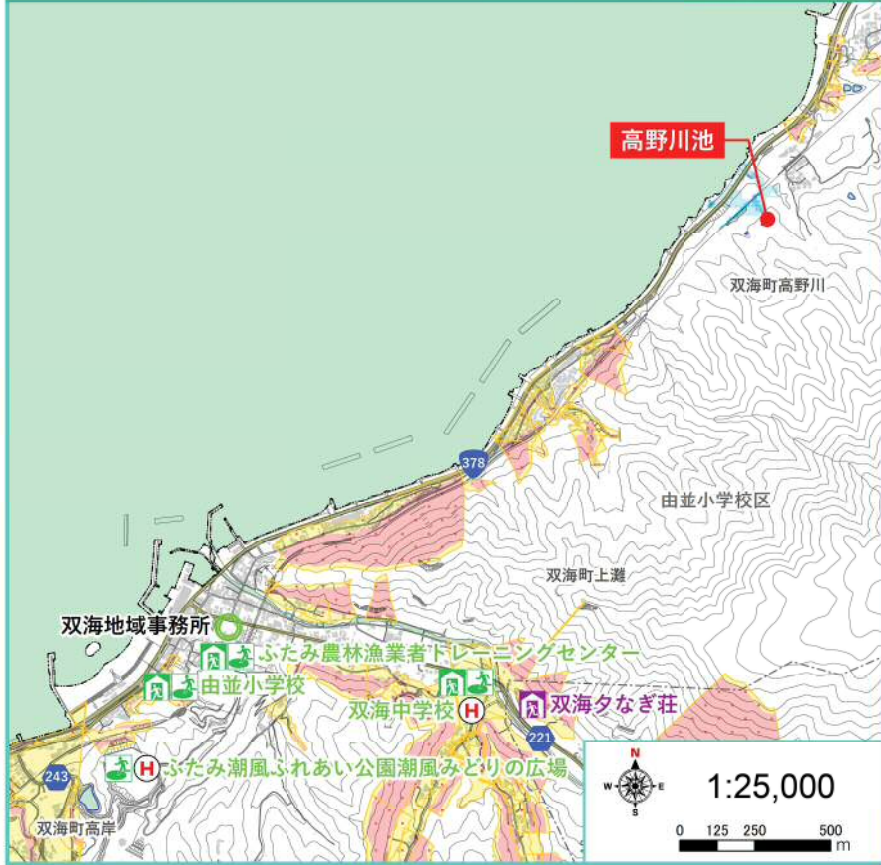 高野川池
双海町高野川
378
由並小学校区
双海町上灘
双海地域事務所
ふたみ農林漁業者トレーニングセンター
由並小学校
双海中学校
H
双海夕なぎ荘
221
H
ふたみ潮風ふれあい公園潮風みどりの広場
243
双海町高岸
N
W
E
S
1:25,000
0 125 250 500
m